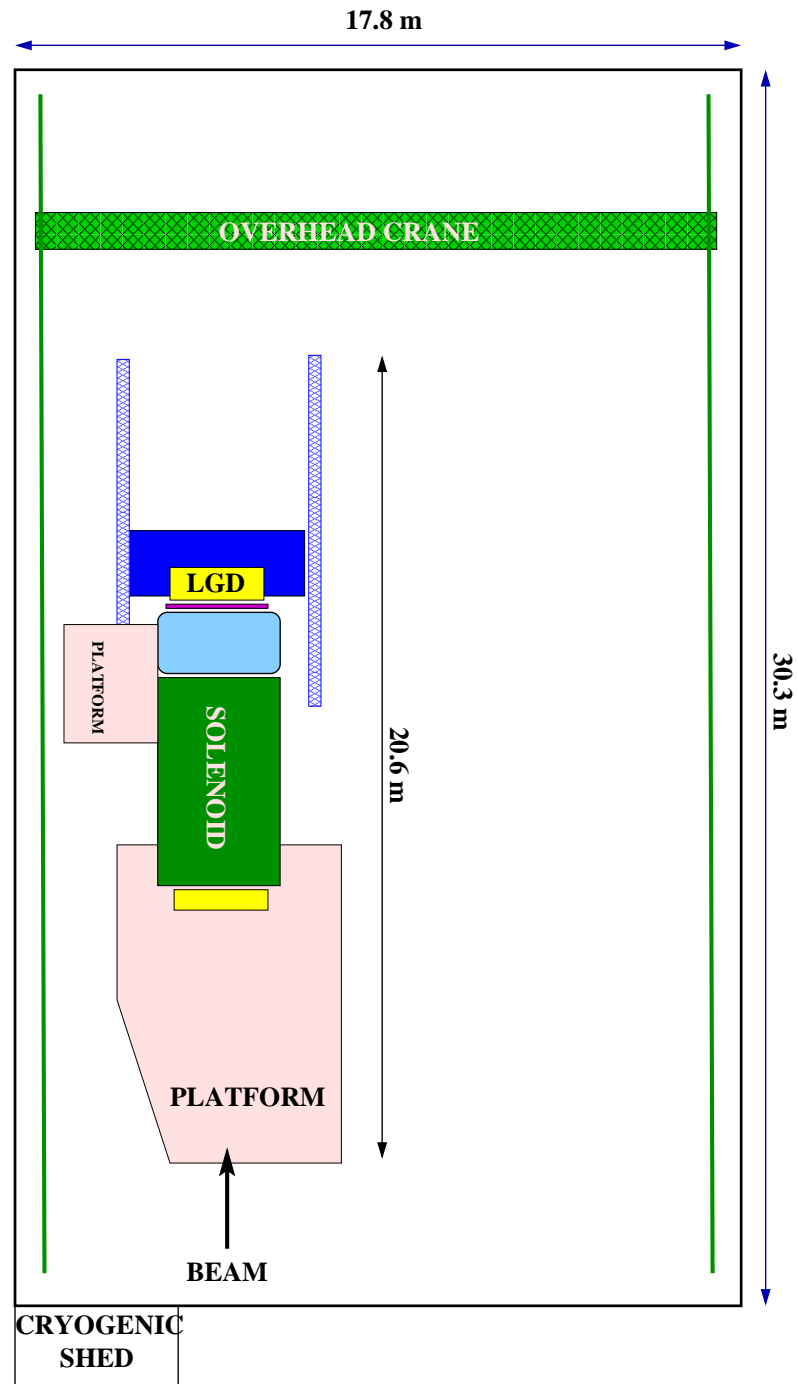 17.8 m
OVERHEAD CRANE
LGD
PLATFORM
SOLENOID
30.3 m
20.6 m
PLATFORM
BEAM
CRYOGENIC
SHED